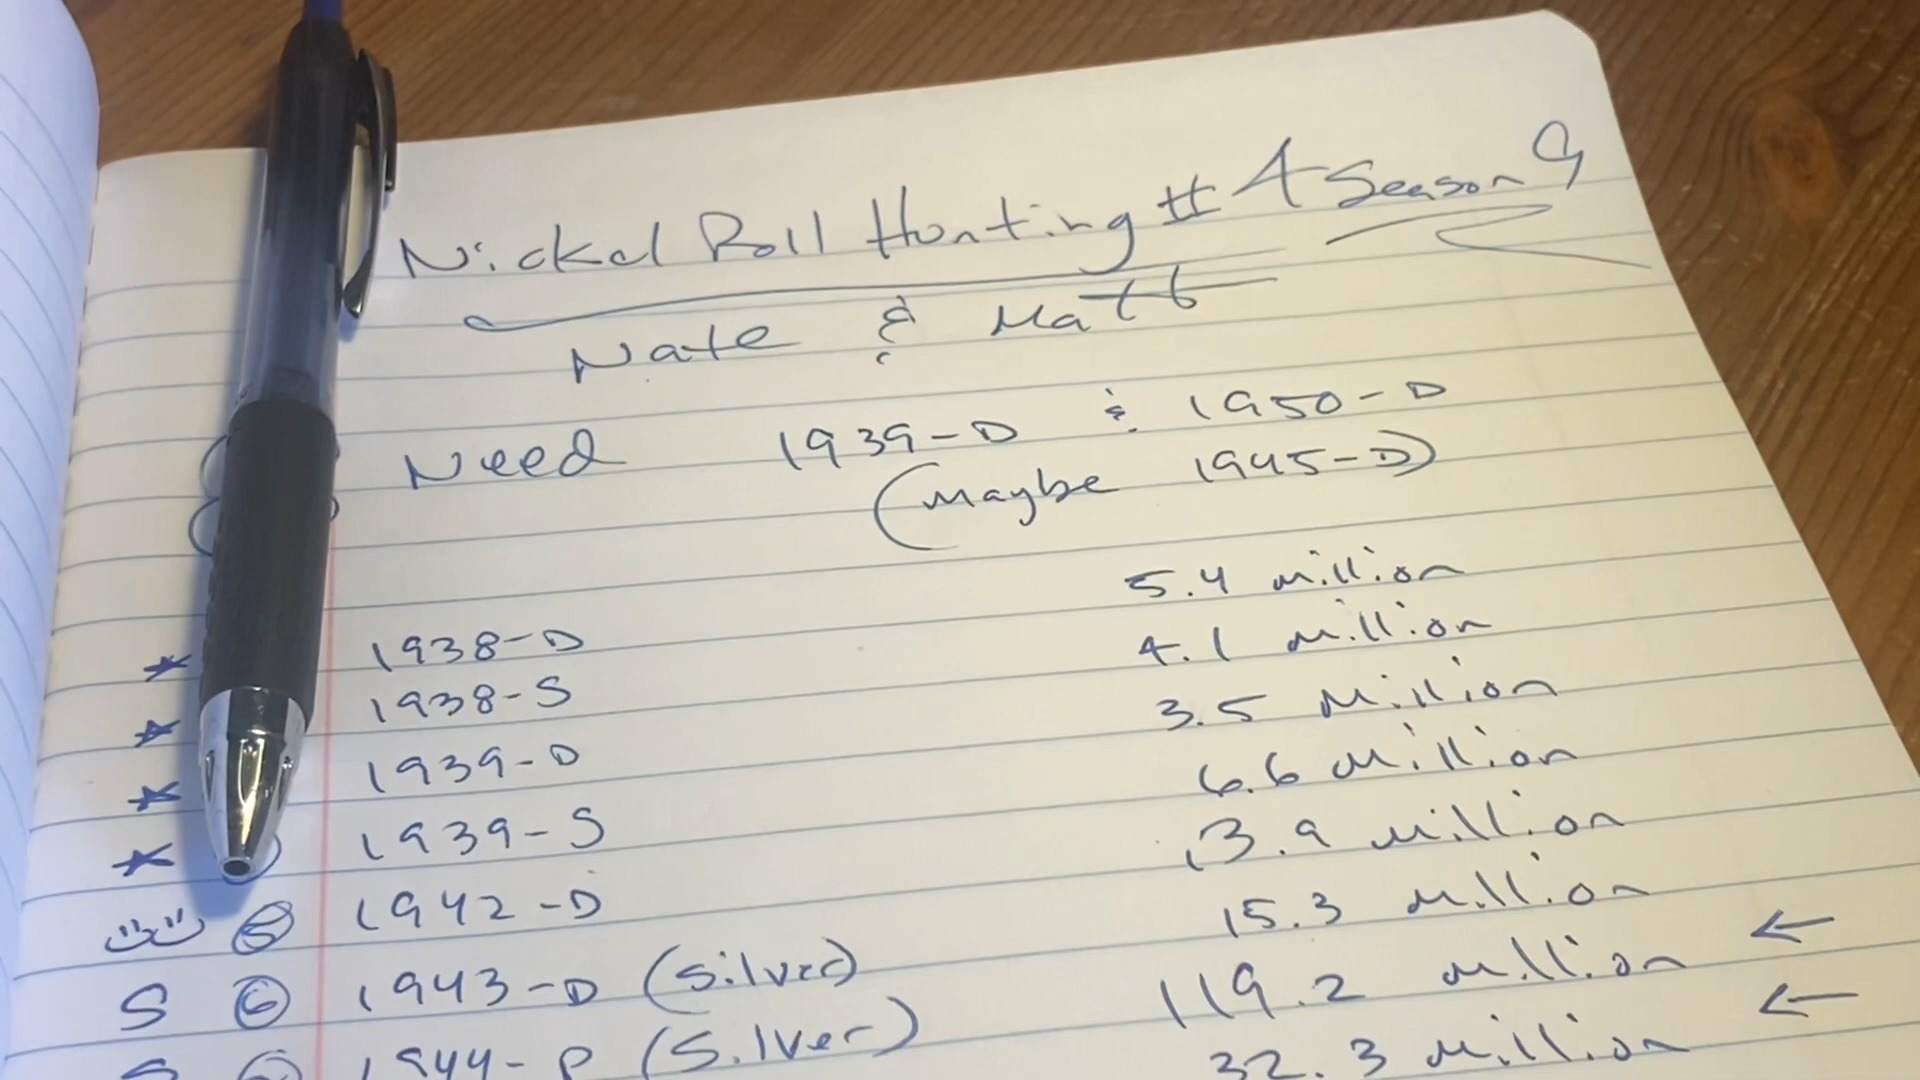 Nickel Roll Hunting # 4 Season 9
Nate & Matt
Need 1939-D & 1950-D
(maybe 1945-D)
1938-D 5.4 million
1938-S 4.1 million
1939-D 3.5 Million
1939-S 6.6 Million
5 1942-D 13.9 million
S 6 1943-D (Silver) 15.3 million
S 1944-P (Silver) 119.2 million ←
32.3 million ←